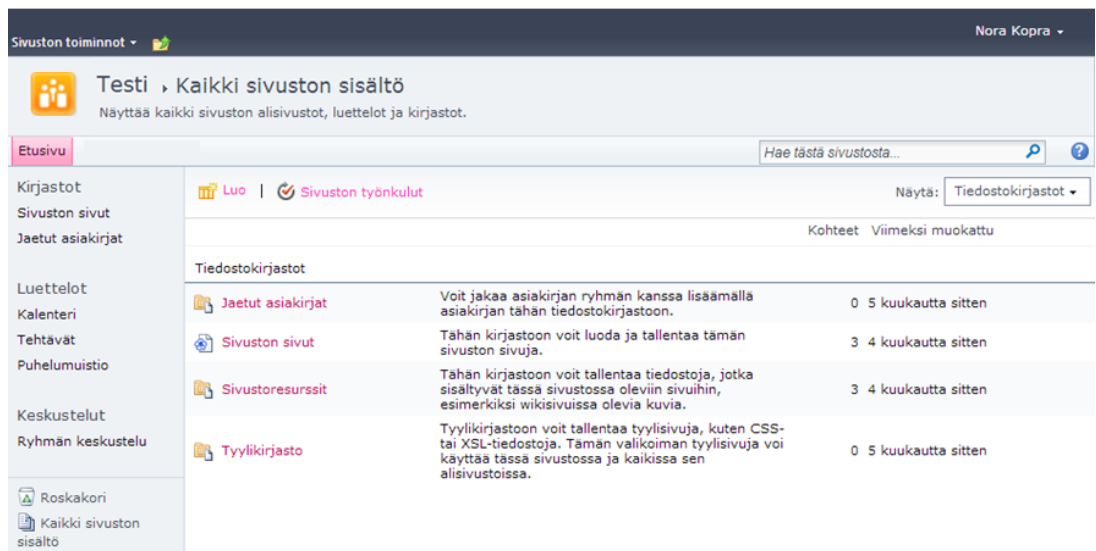 Nora Kopra
Sivuston toiminnot
Testi Kaikki sivuston sisältö
Näyttää kaikki sivuston alisivustot, luettelot ja kirjastot.
Etusivu
Hae tästä sivustosta...
Kirjastot
Sivuston sivut
Jaetut asiakirjat
Luettelot
Kalenteri
Tehtävät
Puhelumuistio
Keskustelut
Ryhmän keskustelu
Roskakori
Kaikki sivuston
sisältö
Luo | Sivuston työnkulut
Näytä: Tiedostokirjastot
Kohteet Viimeksi muokattu
Tiedostokirjastot
Jaetut asiakirjat
Voit jakaa asiakirjan ryhmän kanssa lisäämällä
asiakirjan tähän tiedostokirjastoon.
0 5 kuukautta sitten
Sivuston sivut
Tähän kirjastoon voit luoda ja tallentaa tämän
sivuston sivuja.
3 4 kuukautta sitten
Sivustoresurssit
Tähän kirjastoon voit tallentaa tiedostoja, jotka
sisältyvät tässä sivustossa oleviin sivuihin,
esimerkiksi wikisivuissa olevia kuvia.
3 4 kuukautta sitten
Tyylikirjasto
Tyylikirjastoon voit tallentaa tyylisivuja, kuten CSS-
tai XSL-tiedostoja. Tämän valikoiman tyylisivuja voi
käyttää tässä sivustossa ja kaikissa sen
alisivustoissa.
0 5 kuukautta sitten